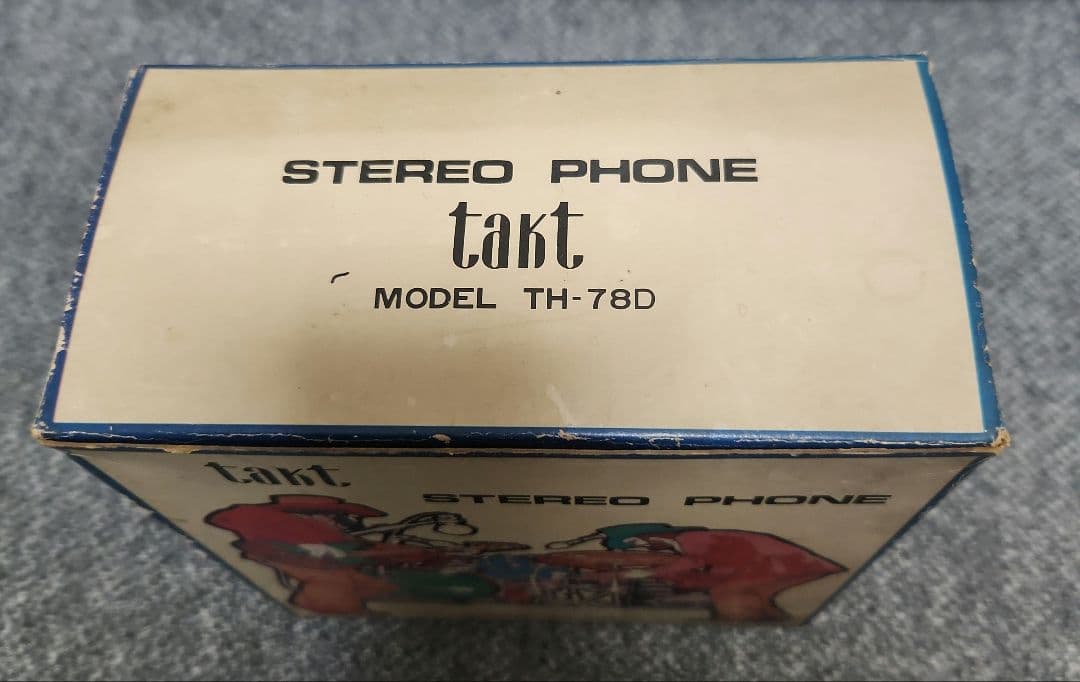 STEREO PHONE
takt
MODEL TH-78D
takt STEREO PHONE